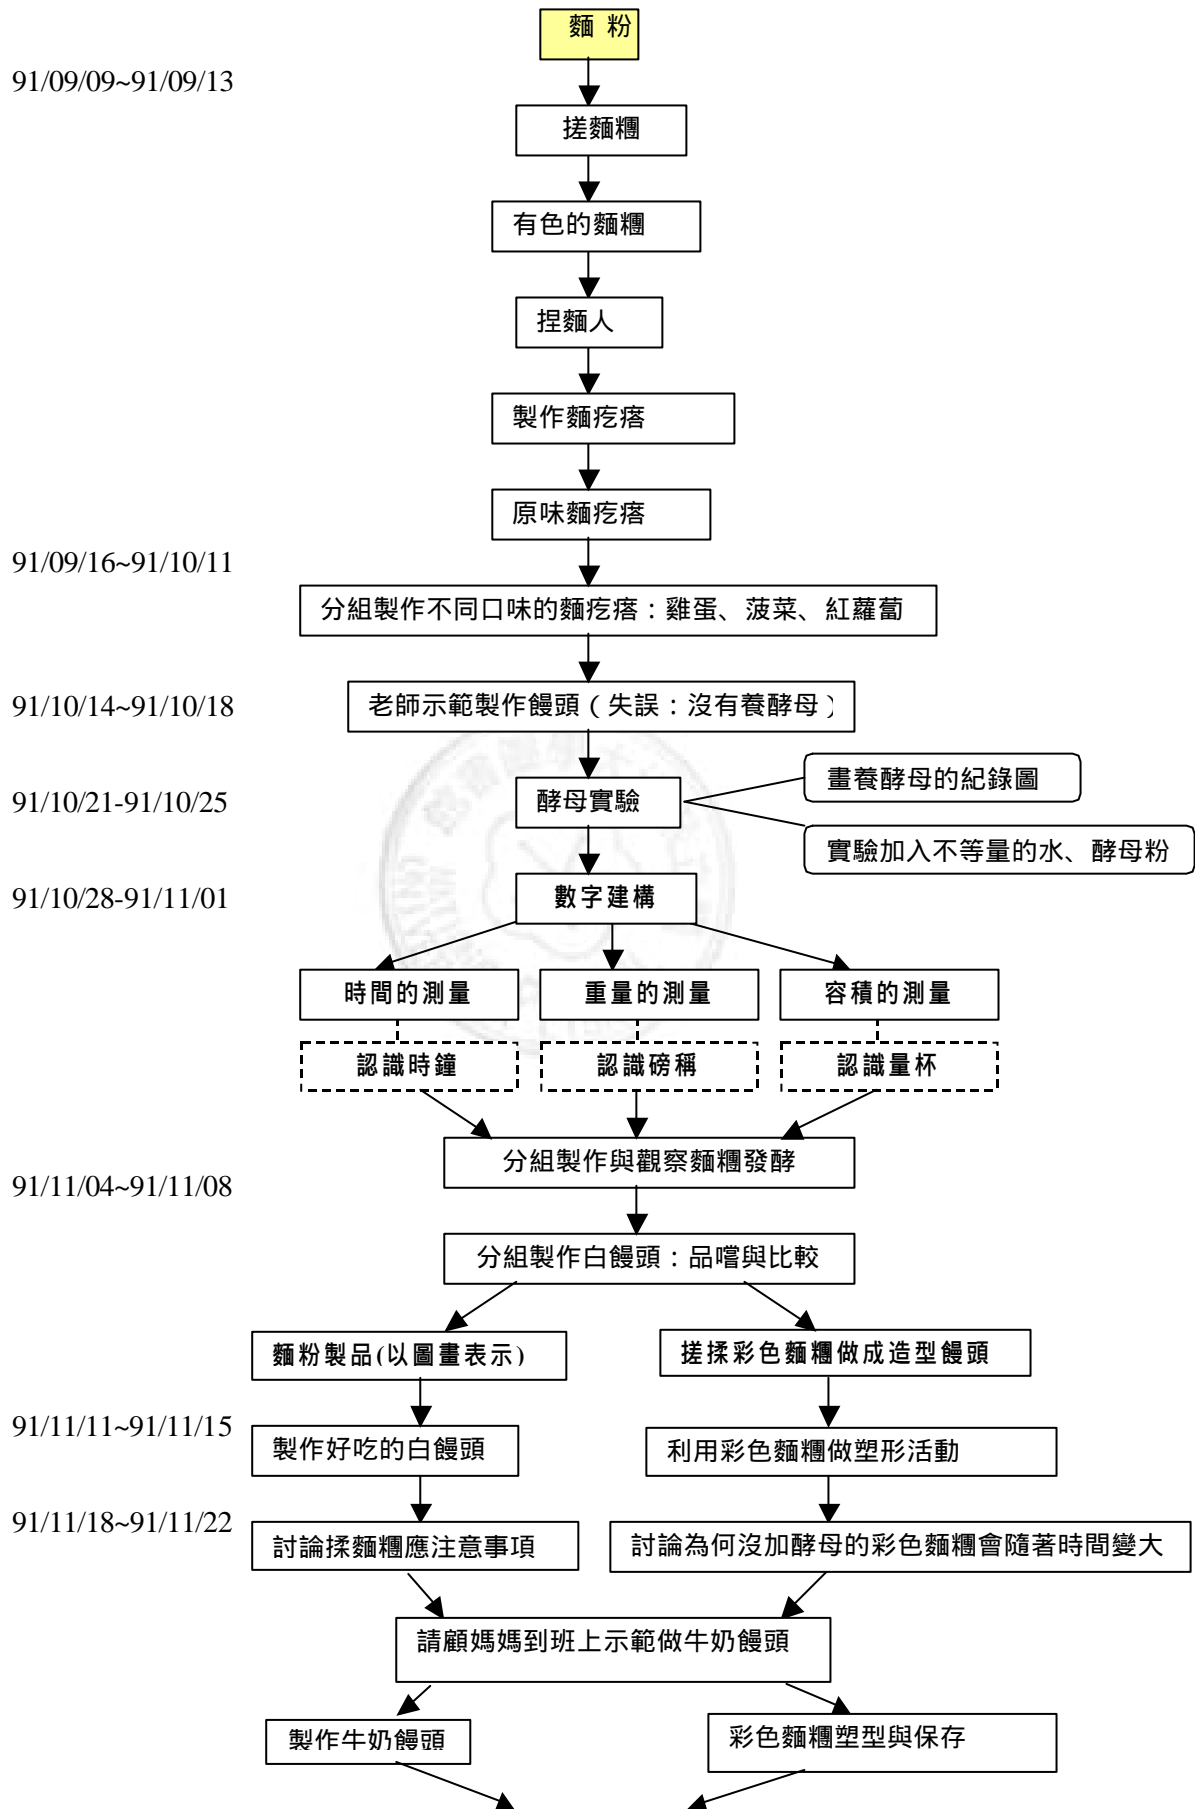 麵 粉
91/09/09~91/09/13
搓麵糰
有色的麵糰
捏麵人
製作麵疙瘩
原味麵疙瘩
91/09/16~91/10/11
分組製作不同口味的麵疙瘩：雞蛋、菠菜、紅蘿蔔
91/10/14~91/10/18
老師示範製作饅頭（失誤：沒有養酵母）
畫養酵母的紀錄圖
91/10/21-91/10/25
酵母實驗
實驗加入不等量的水、酵母粉
91/10/28-91/11/01
數字建構
時間的測量
重量的測量
容積的測量
認識時鐘
認識磅稱
認識量杯
分組製作與觀察麵糰發酵
91/11/04~91/11/08
分組製作白饅頭：品嚐與比較
麵粉製品(以圖畫表示)
搓揉彩色麵糰做成造型饅頭
91/11/11~91/11/15
製作好吃的白饅頭
利用彩色麵糰做塑形活動
91/11/18~91/11/22
討論揉麵糰應注意事項
討論為何沒加酵母的彩色麵糰會隨著時間變大
請顧媽媽到班上示範做牛奶饅頭
製作牛奶饅頭
彩色麵糰塑型與保存